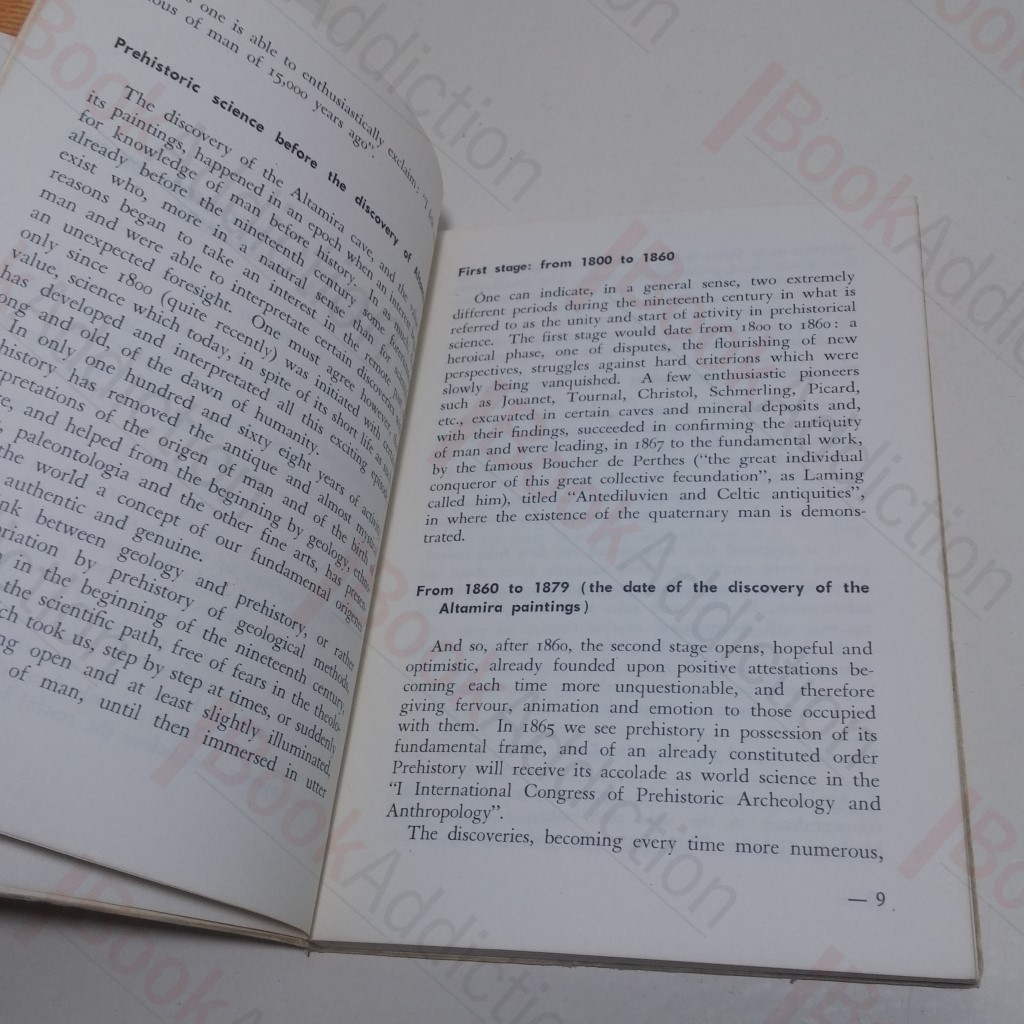 s one is able to enthusiastically exclaim:
ious of man of 15,000 years ago".
Prehistoric science before the discovery of
The discovery of the Altamira cave, and the
its paintings, happened in an epoch when an interest
for knowledge of man before history. In as much
already before the nineteenth century some
exist who, more in a natural sense than for
reasons began to take an interest in the remote
man and were able to interpretate certain discoveries
an unexpected foresight. One must agree however,
only since 1800 (quite recently) was initiated with
value, science which today, in spite of its short life
has developed and interpretated all this exciting episode
ong and old, of the dawn of humanity.
In only one hundred and sixty eight years of
history has removed the antique and almost
rpretations of the origen of man and of the birth
re, and helped from the beginning by geology,
paleontologia and the other fine arts, has
the world a concept of our fundamental origenes
authentic and genuine.
nk between geology and prehistory, or rather
priation by prehistory of geological methods,
in the beginning of the nineteenth century,
the scientific path, free of fears in the theolo-
ch took us, step by step at times, or suddenly
ng open and at least slightly illuminated,
of man, until then immersed in utter
First stage: from 1800 to 1860
One can indicate, in a general sense, two extremely
different periods during the nineteenth century in what is
referred to as the unity and start of activity in prehistorical
science. The first stage would date from 1800 to 1860: a
heroical phase, one of disputes, the flourishing of new
perspectives, struggles against hard criterions which were
slowly being vanquished. A few enthusiastic pioneers
such as Jouanet, Tournal, Christol, Schmerling, Picard,
etc., excavated in certain caves and mineral deposits and,
with their findings, succeeded in confirming the antiquity
of man and were leading, in 1867 to the fundamental work,
by the famous Boucher de Perthes ("the great individual
conqueror of this great collective fecundation", as Laming
called him), titled "Antediluvien and Celtic antiquities",
in where the existence of the quaternary man is demons-
trated.
From 1860 to 1879 (the date of the discovery of the
Altamira paintings)
And so, after 1860, the second stage opens, hopeful and
optimistic, already founded upon positive attestations be-
coming each time more unquestionable, and therefore
giving fervour, animation and emotion to those occupied
with them. In 1865 we see prehistory in possession of its
fundamental frame, and of an already constituted order
Prehistory will receive its accolade as world science in the
"I International Congress of Prehistoric Archeology and
Anthropology".
The discoveries, becoming every time more numerous,
— 9